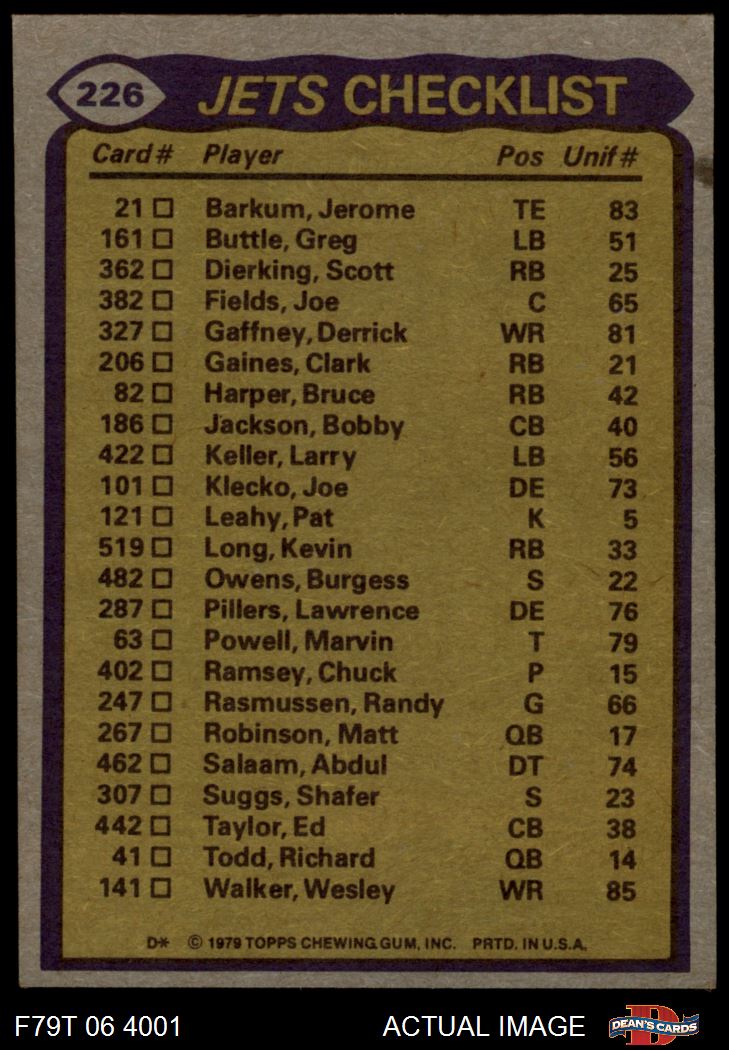 226 JETS CHECKLIST
Card# Player Pos Unif#
21 □ Barkum, Jerome TE 83
161 □ Buttle, Greg LB 51
362 □ Dierking, Scott RB 25
382 □ Fields, Joe C 65
327 □ Gaffney, Derrick WR 81
206 □ Gaines, Clark RB 21
82 □ Harper, Bruce RB 42
186 □ Jackson, Bobby CB 40
422 □ Keller, Larry LB 56
101 □ Klecko, Joe DE 73
121 □ Leahy, Pat K 5
519 □ Long, Kevin RB 33
482 □ Owens, Burgess S 22
287 □ Pillers, Lawrence DE 76
63 □ Powell, Marvin T 79
402 □ Ramsey, Chuck P 15
247 □ Rasmussen, Randy G 66
267 □ Robinson, Matt QB 17
462 □ Salaam, Abdul DT 74
307 □ Suggs, Shafer S 23
442 □ Taylor, Ed CB 38
41 □ Todd, Richard QB 14
141 □ Walker, Wesley WR 85
D* © 1979 TOPPS CHEWING GUM, INC. PRTD. IN U.S.A.
F79T 06 4001 ACTUAL IMAGE DEAN'S CARDS